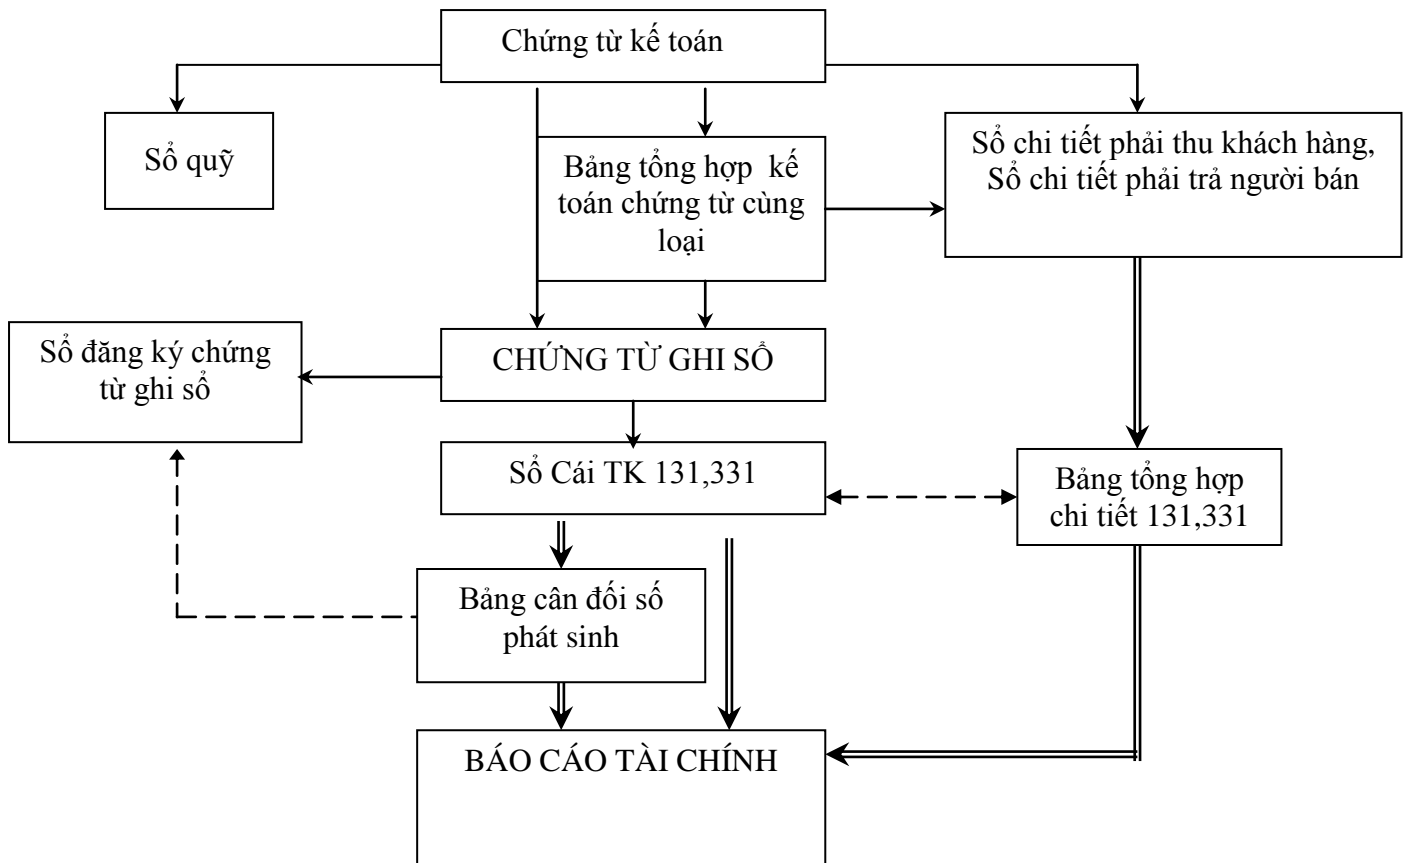 Chứng từ kế toán
Sổ quỹ
Bảng tổng hợp kế
toán chứng từ cùng
loại
Sổ chi tiết phải thu khách hàng,
Sổ chi tiết phải trả người bán
Sổ đăng ký chứng
từ ghi sổ
CHỨNG TỪ GHI SỔ
Sổ Cái TK 131,331
Bảng tổng hợp
chi tiết 131,331
Bảng cân đối số
phát sinh
BÁO CÁO TÀI CHÍNH